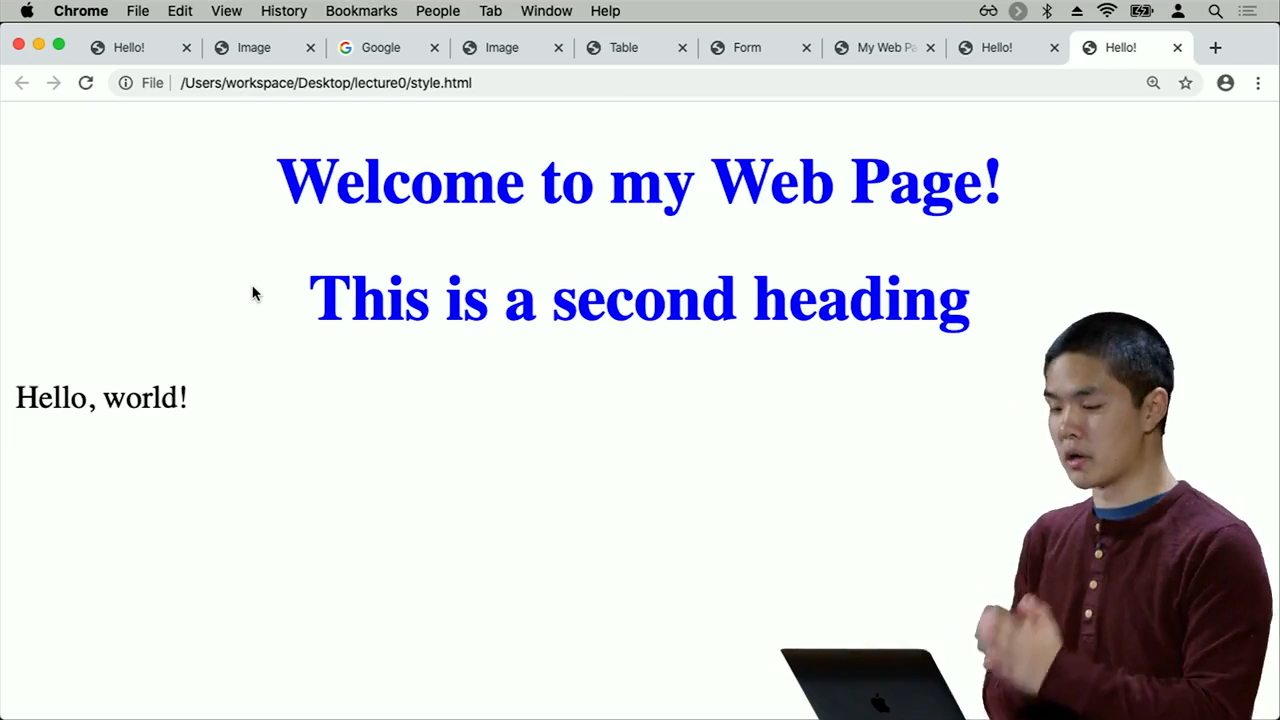 Chrome File Edit View History Bookmarks People Tab Window Help
Hello! Image Google Image Table Form My Web Pa Hello! Hello!
File /Users/workspace/Desktop/lecture0/style.html
Welcome to my Web Page!
This is a second heading
Hello, world!